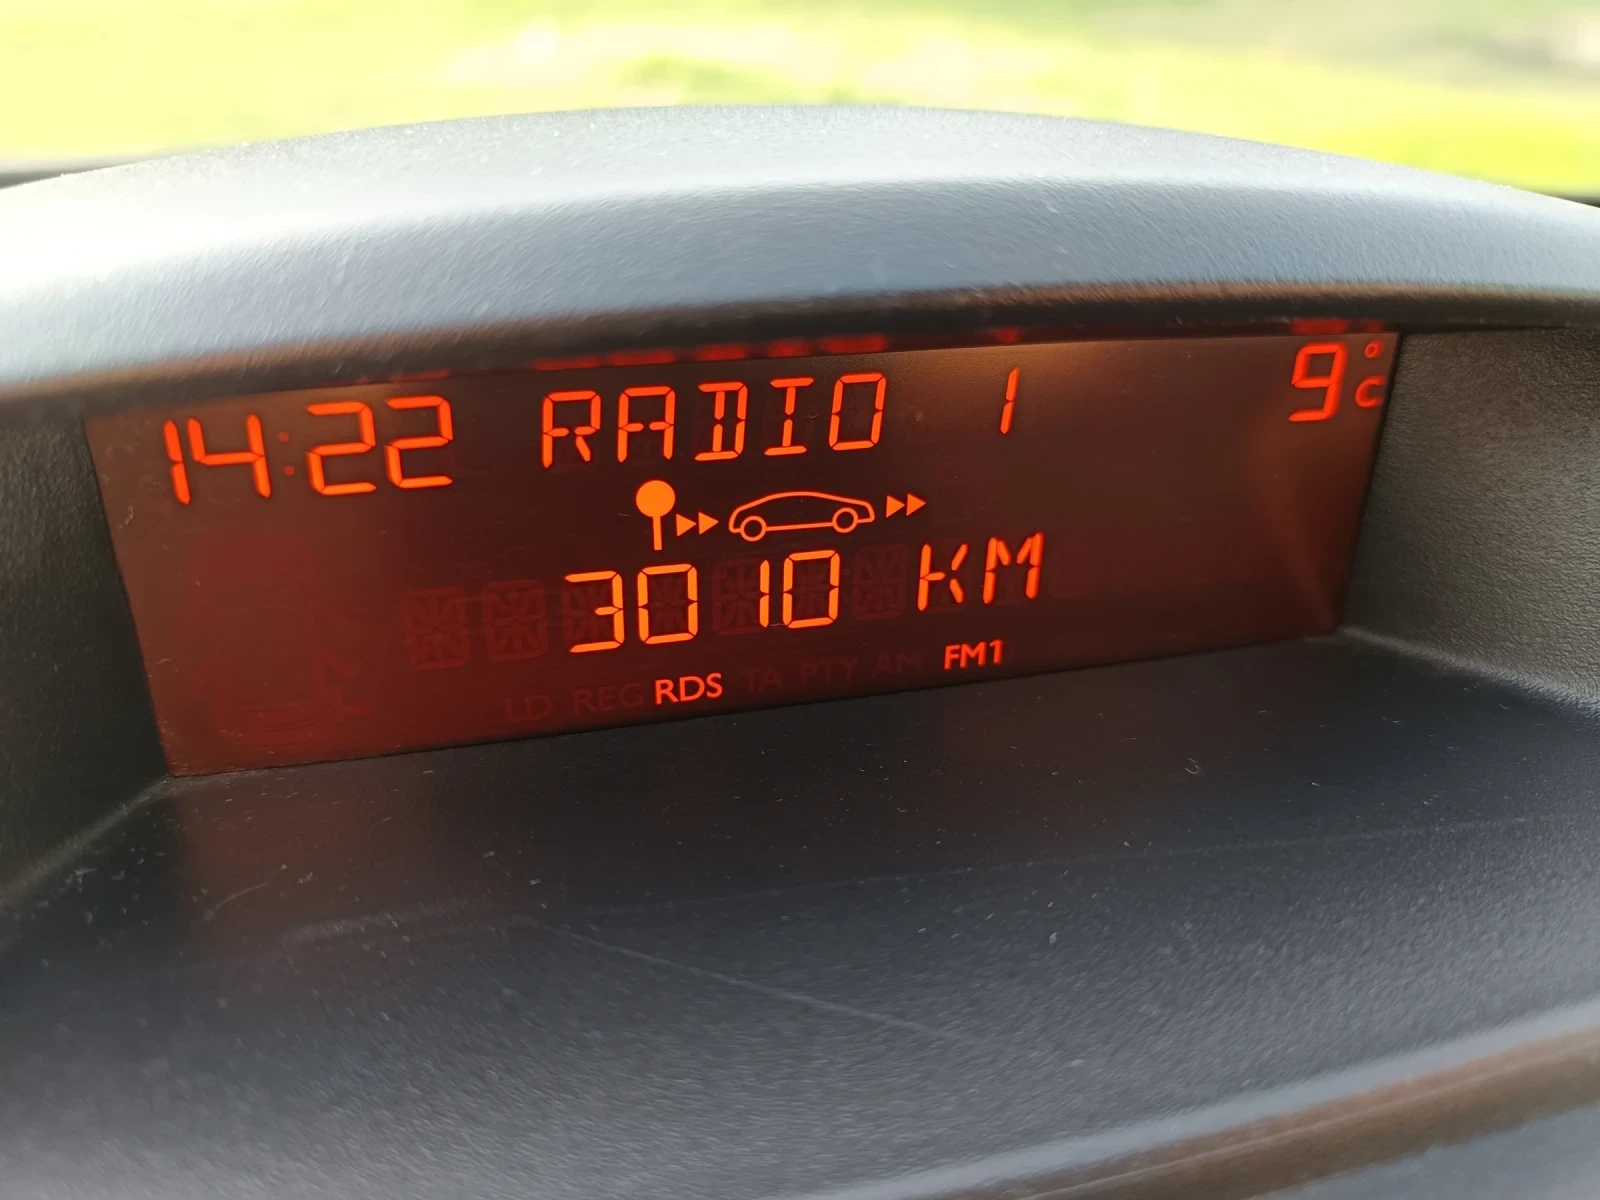 14:22 RADIO 1 9°C
3010 KM
LD REG RDS TA PTY AM FM1